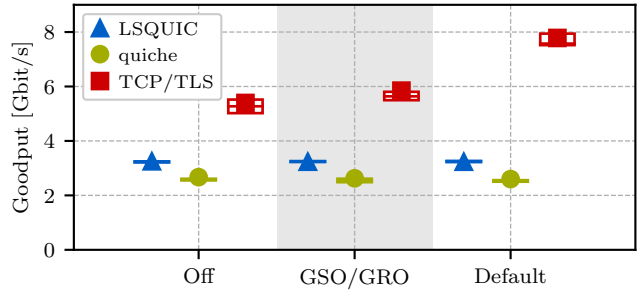 LSQUIC
quiche
TCP/TLS
Goodput [Gbit/s]
8
6
4
2
0
Off
GSO/GRO
Default